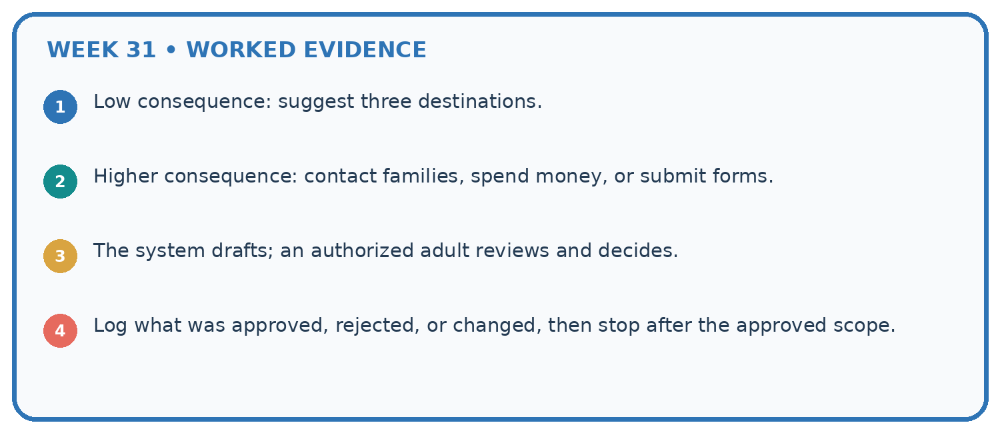 WEEK 31 • WORKED EVIDENCE
1 Low consequence: suggest three destinations.
2 Higher consequence: contact families, spend money, or submit forms.
3 The system drafts; an authorized adult reviews and decides.
4 Log what was approved, rejected, or changed, then stop after the approved scope.